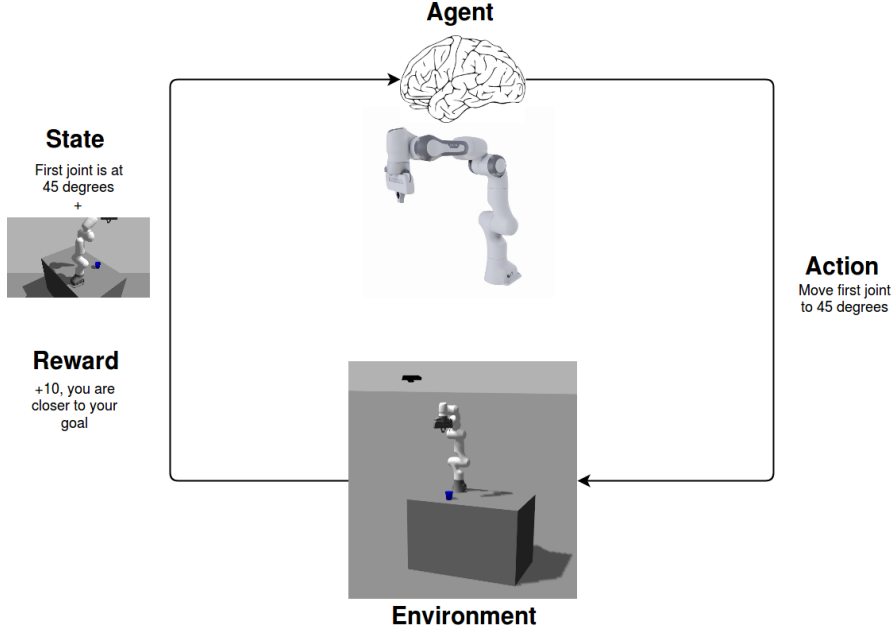 Agent
State
First joint is at
45 degrees
+
Action
Move first joint
to 45 degrees
Reward
+10, you are
closer to your
goal
Environment